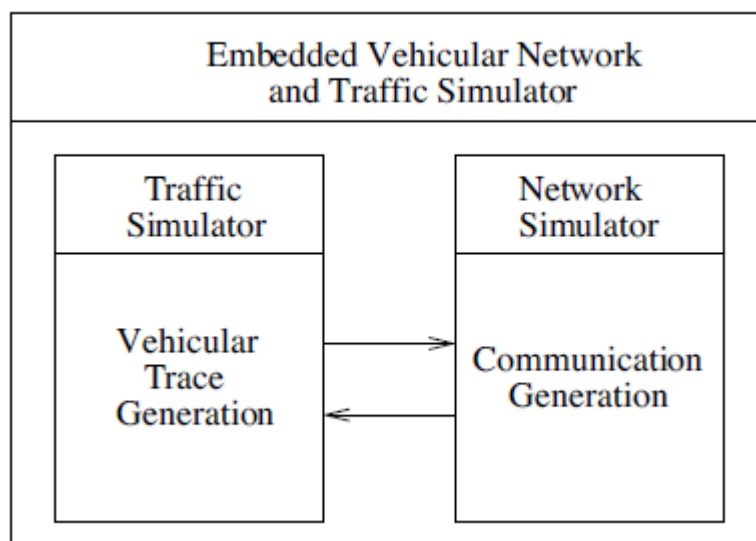 Embedded Vehicular Network
and Traffic Simulator
Traffic
Simulator
Network
Simulator
Vehicular
Trace
Generation
Communication
Generation